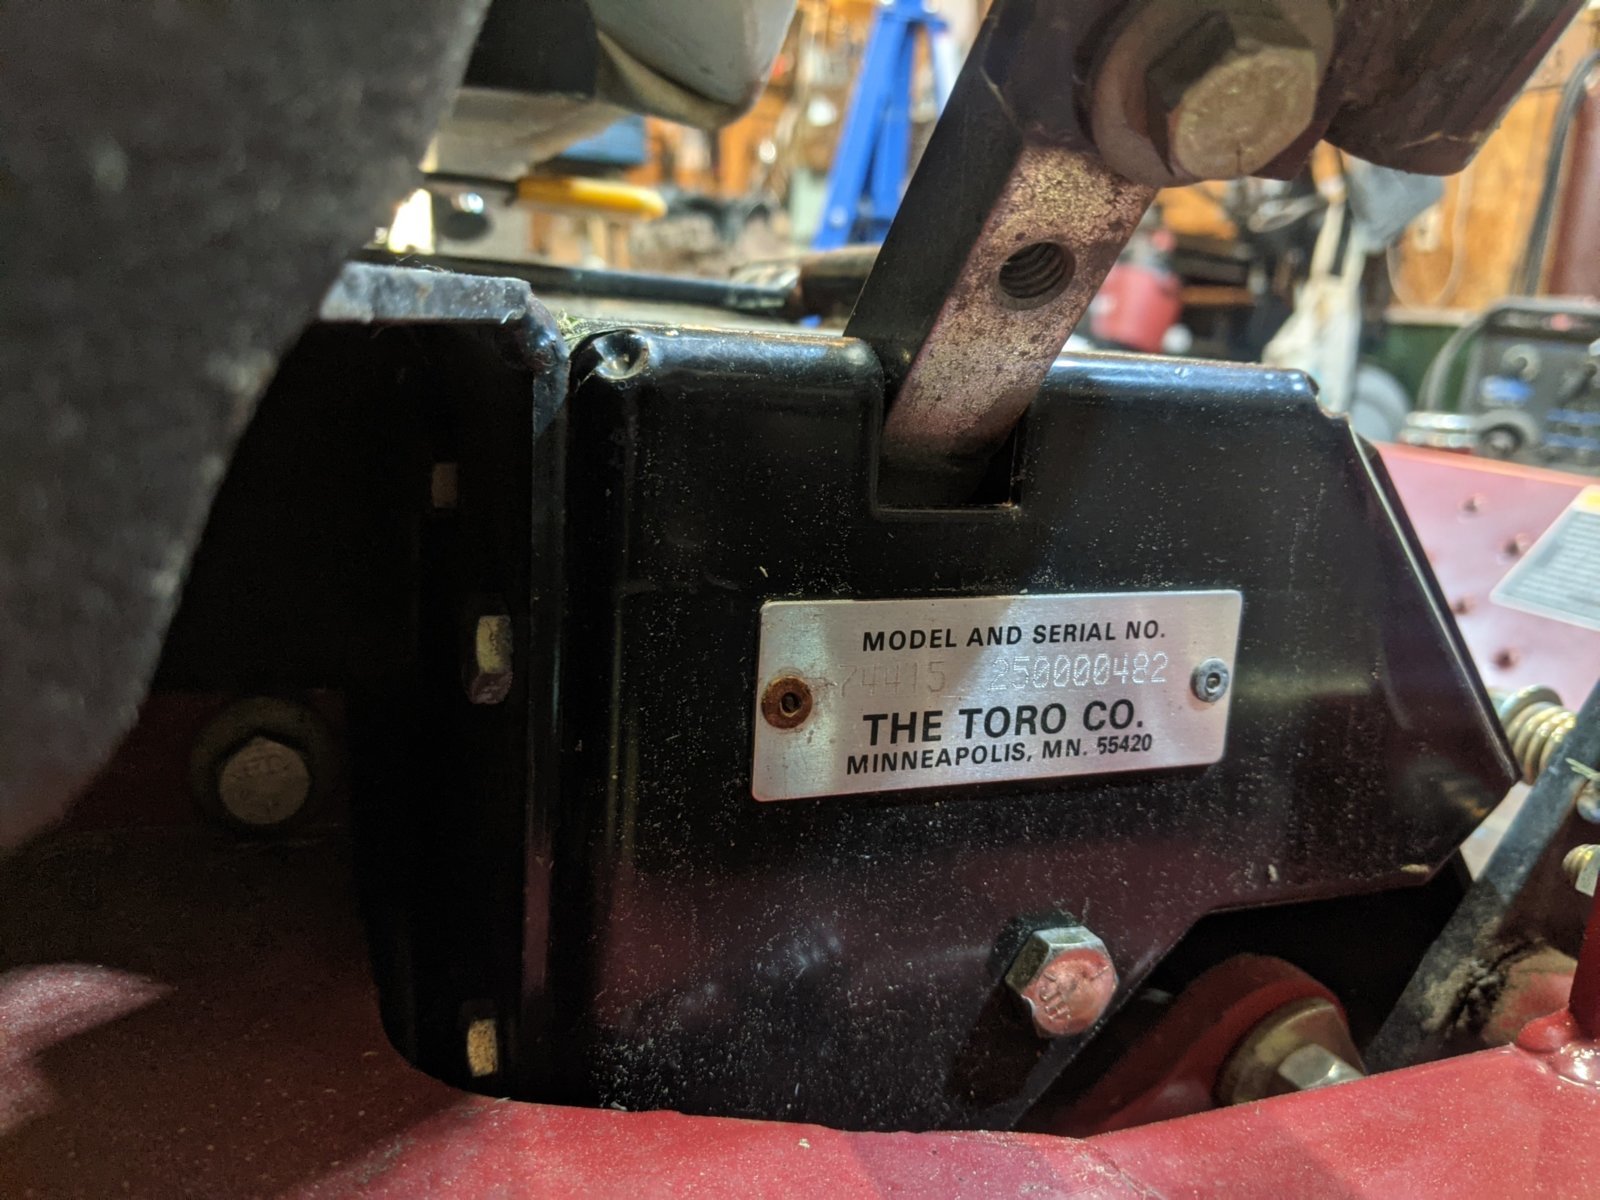 MODEL AND SERIAL NO.
74415 250000482
THE TORO CO.
MINNEAPOLIS, MN. 55420